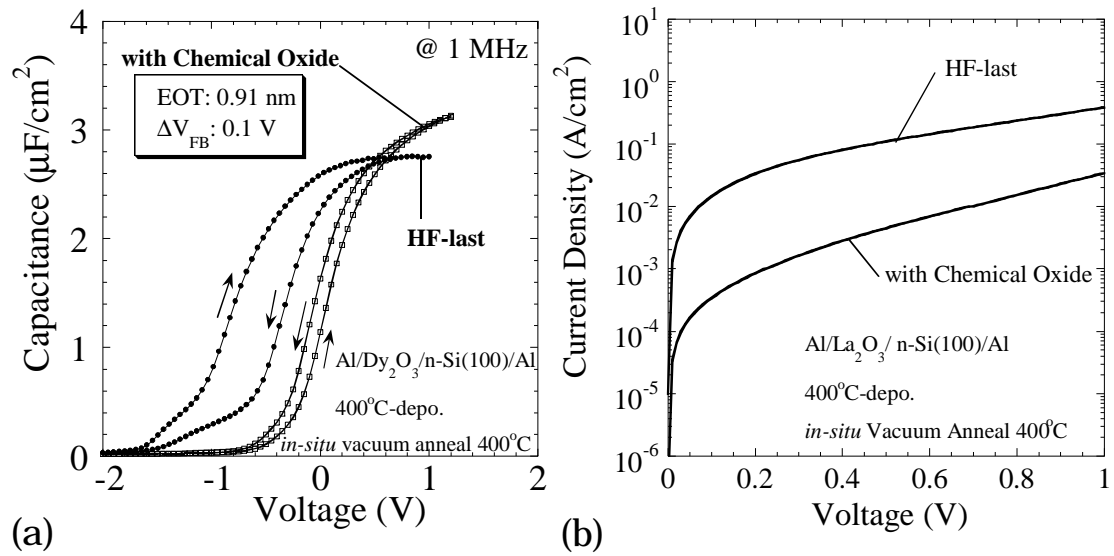 @ 1 MHz
with Chemical Oxide
EOT: 0.91 nm
ΔV_FB: 0.1 V
HF-last
Al/Dy₂O₃/n-Si(100)/Al
400°C-depo.
in-situ vacuum anneal 400°C
Capacitance (μF/cm²)
4
3
2
1
0
-2
-1
0
1
2
Voltage (V)
(a)
HF-last
with Chemical Oxide
Al/La₂O₃/ n-Si(100)/Al
400°C-depo.
in-situ Vacuum Anneal 400°C
Current Density (A/cm²)
10¹
10⁰
10⁻¹
10⁻²
10⁻³
10⁻⁴
10⁻⁵
10⁻⁶
0
0.2
0.4
0.6
0.8
1
Voltage (V)
(b)